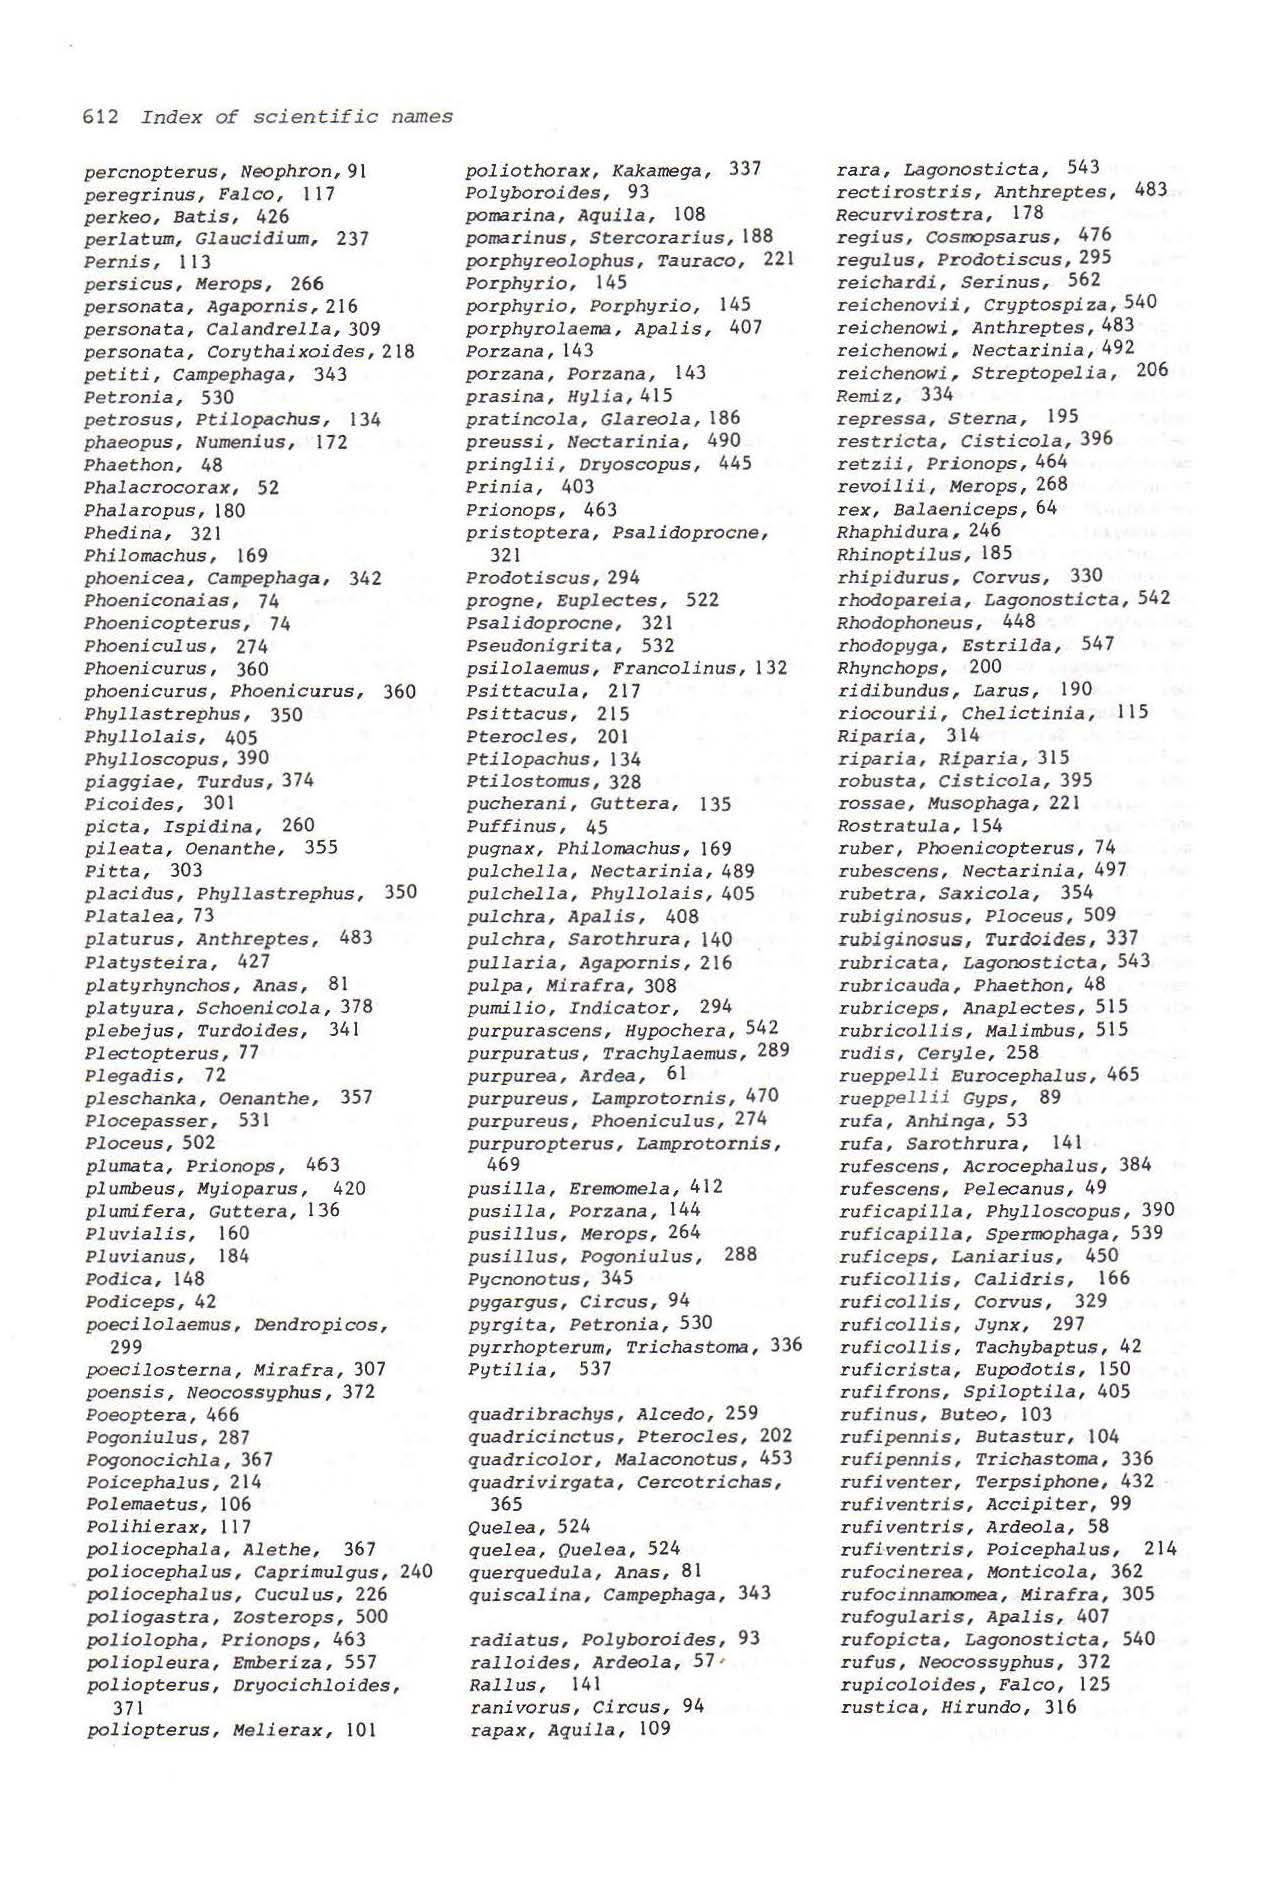 612 Index of scientific names
percnopterus, Neophron, 91
peregrinus, Falco, 117
perkeo, Batis, 426
perlatum, Glaucidium, 237
Pernis, 113
persicus, Merops, 266
personata, Agapornis, 216
personata, Calandrella, 309
personata, Corythaixoides, 218
petiti, Campephaga, 343
Petronia, 530
petrosus, Ptilopachus, 134
phaeopus, Numenius, 172
Phaethon, 48
Phalacrocorax, 52
Phalaropus, 180
Phedina, 321
Philomachus, 169
phoenicea, Campephaga, 342
Phoeniconaias, 74
Phoenicopterus, 74
Phoeniculus, 274
Phoenicurus, 360
phoenicurus, Phoenicurus, 360
Phyllastrephus, 350
Phyllolais, 405
Phylloscopus, 390
piaggiae, Turdus, 374
Picoides, 301
picta, Ispidina, 260
pileata, Oenanthe, 355
Pitta, 303
placidus, Phyllastrephus, 350
Platalea, 73
platurus, Anthreptes, 483
Platysteira, 427
platyrhynchos, Anas, 81
platyura, Schoenicola, 378
plebejus, Turdoides, 341
Plectopterus, 77
Plegadis, 72
pleschanka, Oenanthe, 357
Plocepasser, 531
Ploceus, 502
plumata, Prionops, 463
plumbeus, Myioparus, 420
plumifera, Guttera, 136
Pluvialis, 160
Pluvianus, 184
Podica, 148
Podiceps, 42
poecilolaemus, Dendropicos,
299
poecilosterna, Mirafra, 307
poensis, Neocossyphus, 372
Poeoptera, 466
Pogoniulus, 287
Pogonocichla, 367
Poicephalus, 214
Polemaetus, 106
Polihierax, 117
poliocephala, Alethe, 367
poliocephalus, Caprimulgus, 240
poliocephalus, Cuculus, 226
poliogastra, Zosterops, 500
poliolopha, Prionops, 463
poliopleura, Emberiza, 557
poliopterus, Dryocichloides,
371
poliopterus, Melierax, 101
poliothorax, Kakamega, 337
Polyboroides, 93
pomarina, Aquila, 108
pomarinus, Stercorarius, 188
porphyreolophus, Tauraco, 221
Porphyrio, 145
porphyrio, Porphyrio, 145
porphyrolaema, Apalis, 407
Porzana, 143
porzana, Porzana, 143
prasina, Hylia, 415
pratincola, Glareola, 186
preussi, Nectarinia, 490
pringlii, Dryoscopus, 445
Prinia, 403
Prionops, 463
pristoptera, Psalidoprocne,
321
Prodotiscus, 294
progne, Euplectes, 522
Psalidoprocne, 321
Pseudonigrita, 532
psilolaemus, Francolinus, 132
Psittacula, 217
Psittacus, 215
Pterocles, 201
Ptilopachus, 134
Ptilostomus, 328
pucherani, Guttera, 135
Puffinus, 45
pugnax, Philomachus, 169
pulchella, Nectarinia, 489
pulchella, Phyllolais, 405
pulchra, Apalis, 408
pulchra, Sarothrura, 140
pullaria, Agapornis, 216
pulpa, Mirafra, 308
pumilio, Indicator, 294
purpurascens, Hypochera, 542
purpuratus, Trachylaemus, 289
purpurea, Ardea, 61
purpureus, Lamprotornis, 470
purpureus, Phoeniculus, 274
purpuropterus, Lamprotornis,
469
pusilla, Eremomela, 412
pusilla, Porzana, 144
pusillus, Merops, 264
pusillus, Pogoniulus, 288
Pycnonotus, 345
pygargus, Circus, 94
pyrgita, Petronia, 530
pyrrhopterum, Trichastoma, 336
Pytilia, 537
quadribrachys, Alcedo, 259
quadricinctus, Pterocles, 202
quadricolor, Malaconotus, 453
quadrivirgata, Cercotrichas,
365
Quelea, 524
quelea, Quelea, 524
querquedula, Anas, 81
quiscalina, Campephaga, 343
radiatus, Polyboroides, 93
ralloides, Ardeola, 57
Rallus, 141
ranivorus, Circus, 94
rapax, Aquila, 109
rara, Lagonosticta, 543
rectirostris, Anthreptes, 483
Recurvirostra, 178
regius, Cosmopsarus, 476
regulus, Prodotiscus, 295
reichardi, Serinus, 562
reichenovii, Cryptospiza, 540
reichenowi, Anthreptes, 483
reichenowi, Nectarinia, 492
reichenowi, Streptopelia, 206
Remiz, 334
repressa, Sterna, 195
restricta, Cisticola, 396
retzii, Prionops, 464
revoilii, Merops, 268
rex, Balaeniceps, 64
Rhaphidura, 246
Rhinoptilus, 185
rhipidurus, Corvus, 330
rhodopareia, Lagonosticta, 542
Rhodophoneus, 448
rhodopyga, Estrilda, 547
Rhynchops, 200
ridibundus, Larus, 190
riocourii, Chelictinia, 115
Riparia, 314
riparia, Riparia, 315
robusta, Cisticola, 395
rossae, Musophaga, 221
Rostratula, 154
ruber, Phoenicopterus, 74
rubescens, Nectarinia, 497
rubetra, Saxicola, 354
rubiginosus, Ploceus, 509
rubiginosus, Turdoides, 337
rubricata, Lagonosticta, 543
rubricauda, Phaethon, 48
rubriceps, Anaplectes, 515
rubricollis, Malimbus, 515
rudis, Ceryle, 258
rueppelli Eurocephalus, 465
rueppellii Gyps, 89
rufa, Anhinga, 53
rufa, Sarothrura, 141
rufescens, Acrocephalus, 384
rufescens, Pelecanus, 49
ruficapilla, Phylloscopus, 390
ruficapilla, Spermophaga, 539
ruficeps, Laniarius, 450
ruficollis, Calidris, 166
ruficollis, Corvus, 329
ruficollis, Jynx, 297
ruficollis, Tachybaptus, 42
ruficrista, Eupodotis, 150
rufifrons, Spiloptila, 405
rufinus, Buteo, 103
rufipennis, Butastur, 104
rufipennis, Trichastoma, 336
rufiventer, Terpsiphone, 432
rufiventris, Accipiter, 99
rufiventris, Ardeola, 58
rufiventris, Poicephalus, 214
rufocinerea, Monticola, 362
rufocinnamomea, Mirafra, 305
rufogularis, Apalis, 407
rufopicta, Lagonosticta, 540
rufus, Neocossyphus, 372
rupicoloides, Falco, 125
rustica, Hirundo, 316